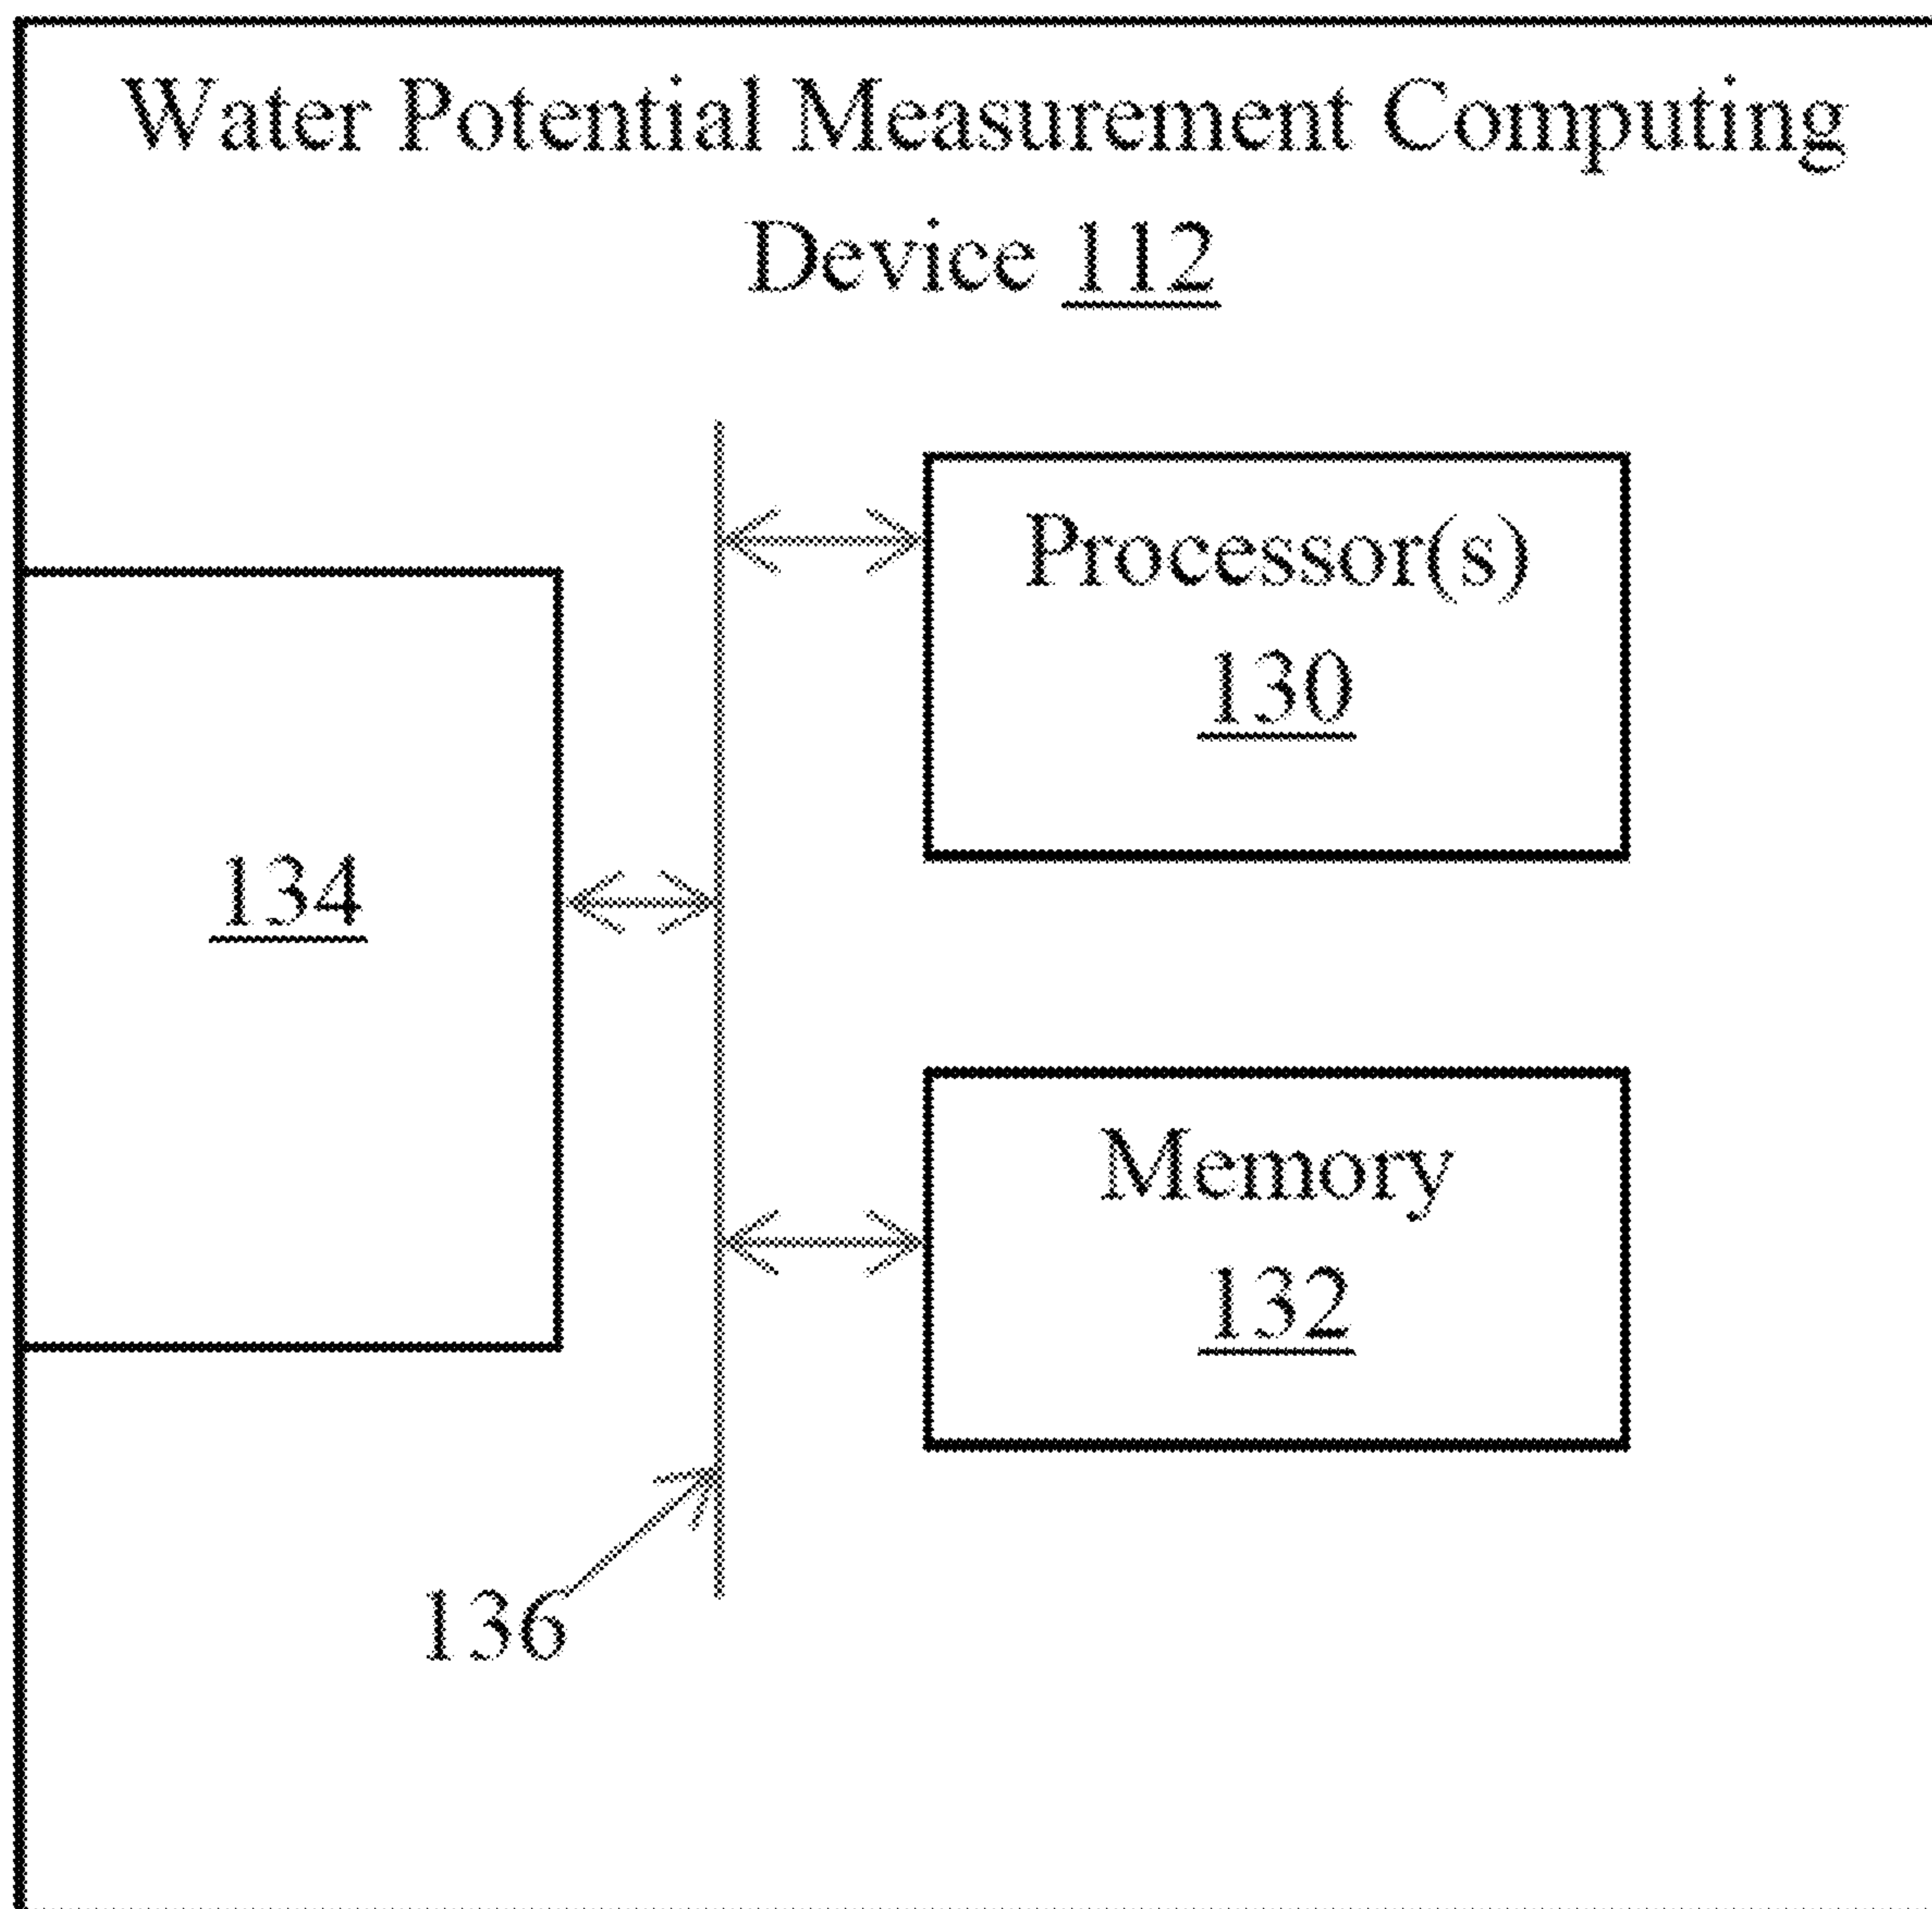 Water Potential Measurement Computing
Device 112
Processor(s)
130
134
Memory
132
136